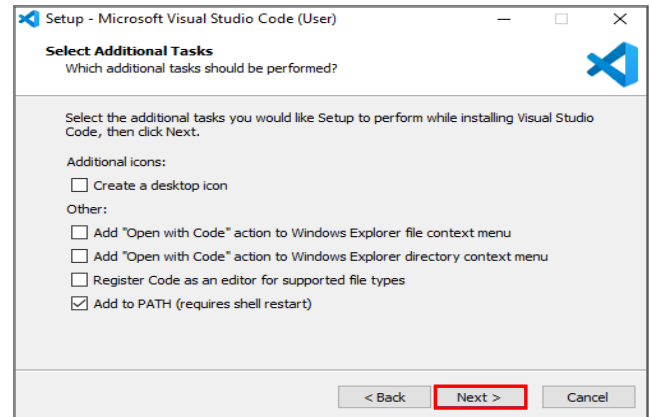 Setup - Microsoft Visual Studio Code (User)
Select Additional Tasks
Which additional tasks should be performed?
Select the additional tasks you would like Setup to perform while installing Visual Studio
Code, then click Next.
Additional icons:
Create a desktop icon
Other:
Add "Open with Code" action to Windows Explorer file context menu
Add "Open with Code" action to Windows Explorer directory context menu
Register Code as an editor for supported file types
Add to PATH (requires shell restart)
< Back Next > Cancel